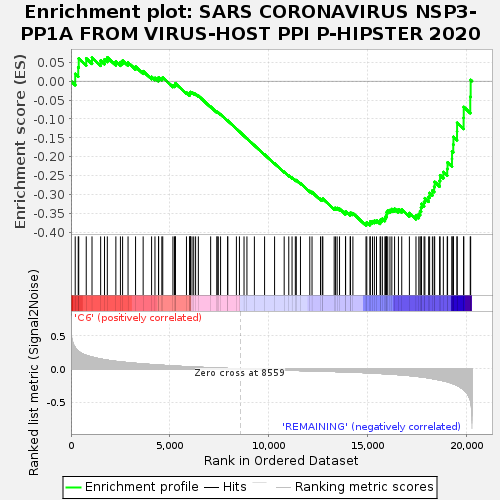 Enrichment plot: SARS CORONAVIRUS NSP3-
PP1A FROM VIRUS-HOST PPI P-HIPSTER 2020
Enrichment score (ES)
0.05
0.00
-0.05
-0.10
-0.15
-0.20
-0.25
-0.30
-0.35
-0.40
'C6' (positively correlated)
Ranked list metric (Signal2Noise)
0.5
0.0
-0.5
Zero cross at 8559
'REMAINING' (negatively correlated)
0
5,000
10,000
15,000
20,000
Rank in Ordered Dataset
Enrichment profile
Hits
Ranking metric scores